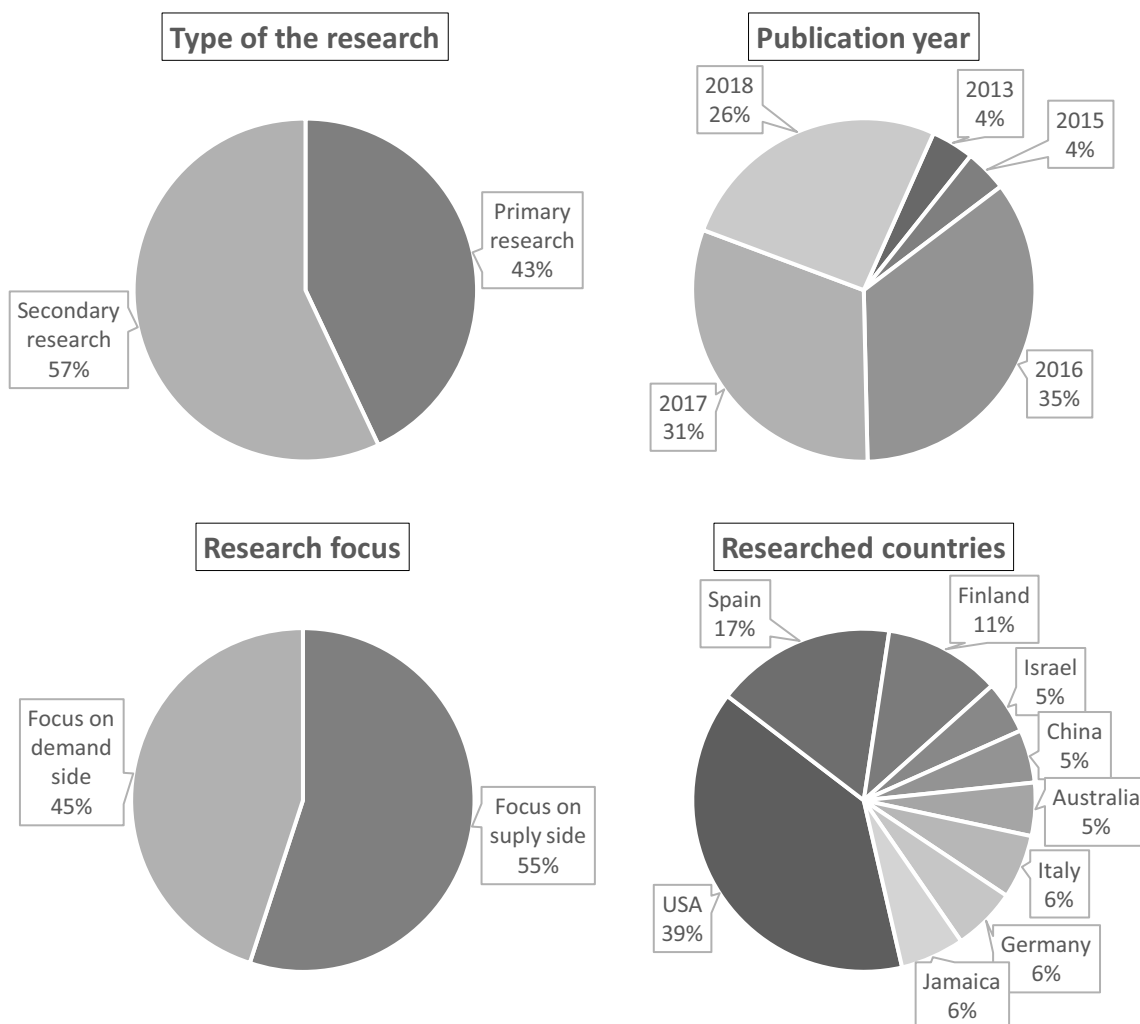 Type of the research
Secondary
research
57%
Primary
research
43%
Publication year
2018
26%
2013
4%
2015
4%
2016
35%
2017
31%
Research focus
Focus on
demand
side
45%
Focus on
suply side
55%
Researched countries
Spain
17%
Finland
11%
Israel
5%
China
5%
Australia
5%
Italy
6%
Germany
6%
Jamaica
6%
USA
39%